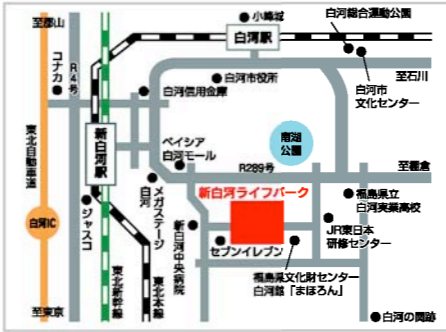 至郡山
小峰城
白河駅
白河総合運動公園
至石川
コナカ
R4号
白河市役所
白河市
文化センター
白河信用金庫
東北自動車道
新白河駅
ベイシア
白河モール
南湖
公園
R289号
至棚倉
メガステージ
白河
新白河ライフパーク
福島県立
白河実業高校
白河IC
ジャスコ
新白河中央病院
JR東日本
研修センター
セブンイレブン
福島県文化財センター
白河館「まほろん」
東北新幹線
東北本線
至東京
白河の関跡